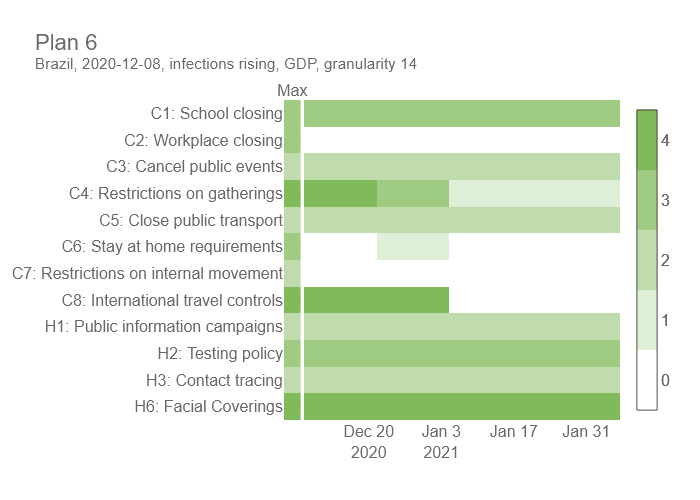 Plan 6
Brazil, 2020-12-08, infections rising, GDP, granularity 14
Max
C1: School closing
C2: Workplace closing
C3: Cancel public events
C4: Restrictions on gatherings
C5: Close public transport
C6: Stay at home requirements
C7: Restrictions on internal movement
C8: International travel controls
H1: Public information campaigns
H2: Testing policy
H3: Contact tracing
H6: Facial Coverings
4
3
2
1
0
Dec 20 Jan 3 Jan 17 Jan 31
2020 2021